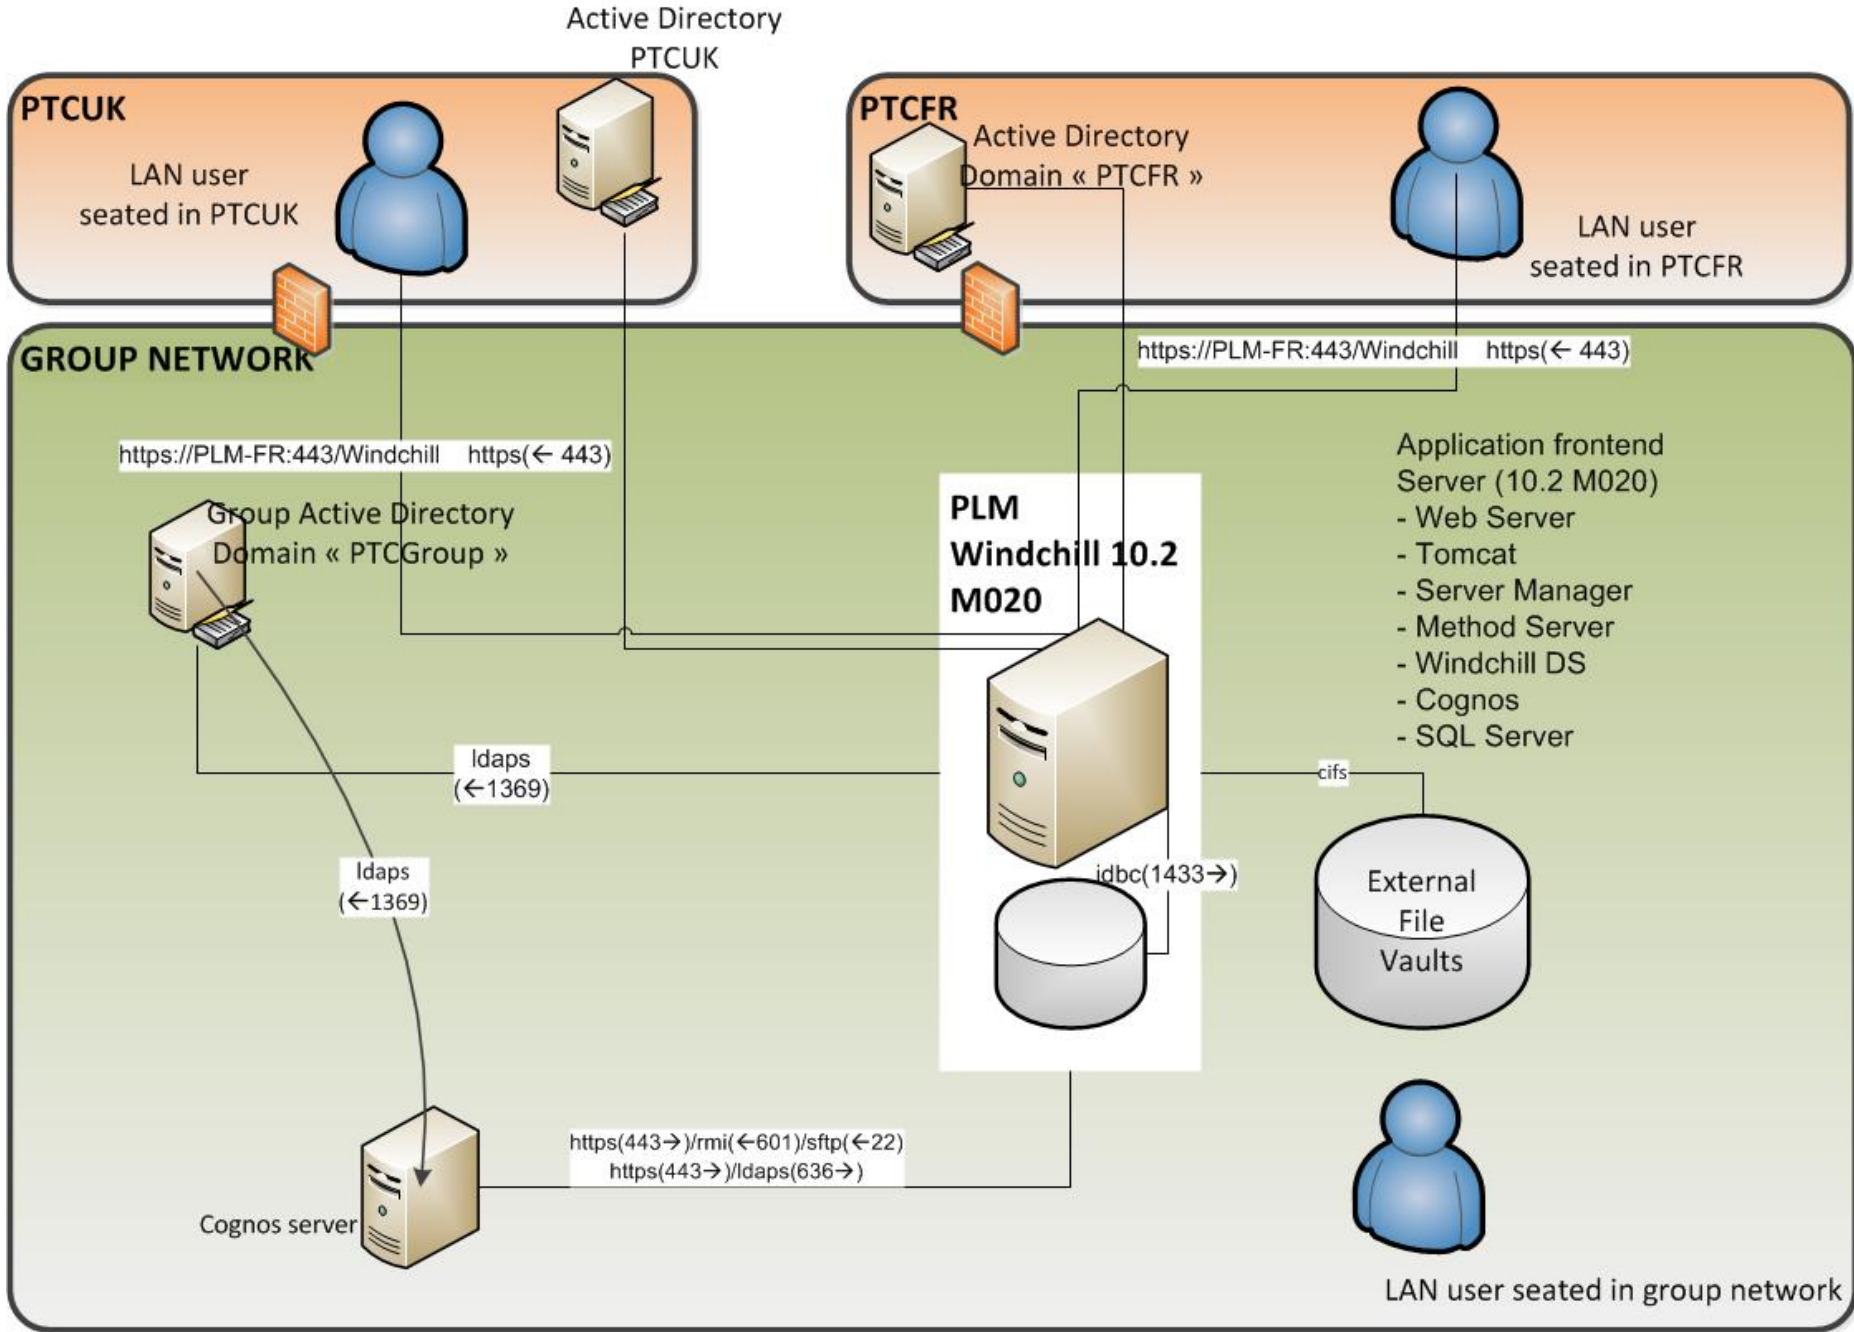 Active Directory
PTCUK
PTCUK
LAN user
seated in PTCUK
PTCFR
Active Directory
Domain « PTCFR »
LAN user
seated in PTCFR
GROUP NETWORK
https://PLM-FR:443/Windchill https(← 443)
https://PLM-FR:443/Windchill https(← 443)
Group Active Directory
Domain « PTCGroup »
PLM
Windchill 10.2
M020
Application frontend
Server (10.2 M020)
- Web Server
- Tomcat
- Server Manager
- Method Server
- Windchill DS
- Cognos
- SQL Server
ldaps
(←1369)
cifs
ldaps
(←1369)
jdbc(1433→)
External
File
Vaults
https(443→)/rmi(←601)/sftp(←22)
https(443→)/ldaps(636→)
Cognos server
LAN user seated in group network